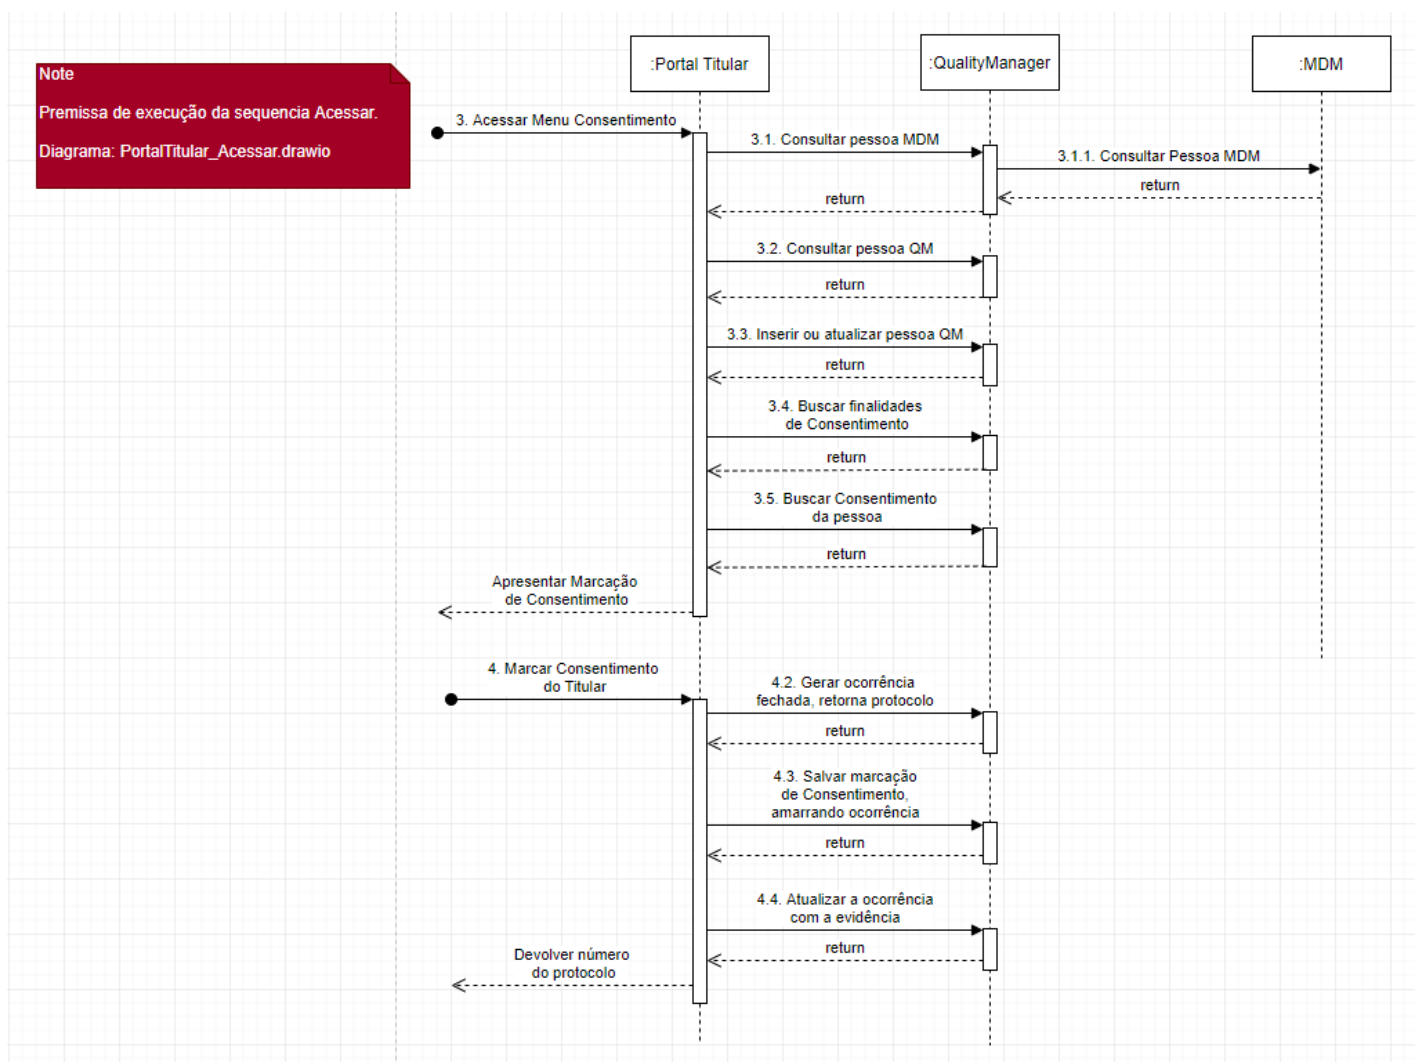 :Portal Titular
:QualityManager
:MDM
Note
Premissa de execução da sequencia Acessar.
Diagrama: PortalTitular_Acessar.drawio
3. Acessar Menu Consentimento
3.1. Consultar pessoa MDM
3.1.1. Consultar Pessoa MDM
return
return
3.2. Consultar pessoa QM
return
3.3. Inserir ou atualizar pessoa QM
return
3.4. Buscar finalidades
de Consentimento
return
3.5. Buscar Consentimento
da pessoa
return
Apresentar Marcação
de Consentimento
4. Marcar Consentimento
do Titular
4.2. Gerar ocorrência
fechada, retorna protocolo
return
4.3. Salvar marcação
de Consentimento,
amarrando ocorrência
return
4.4. Atualizar a ocorrência
com a evidência
return
Devolver número
do protocolo